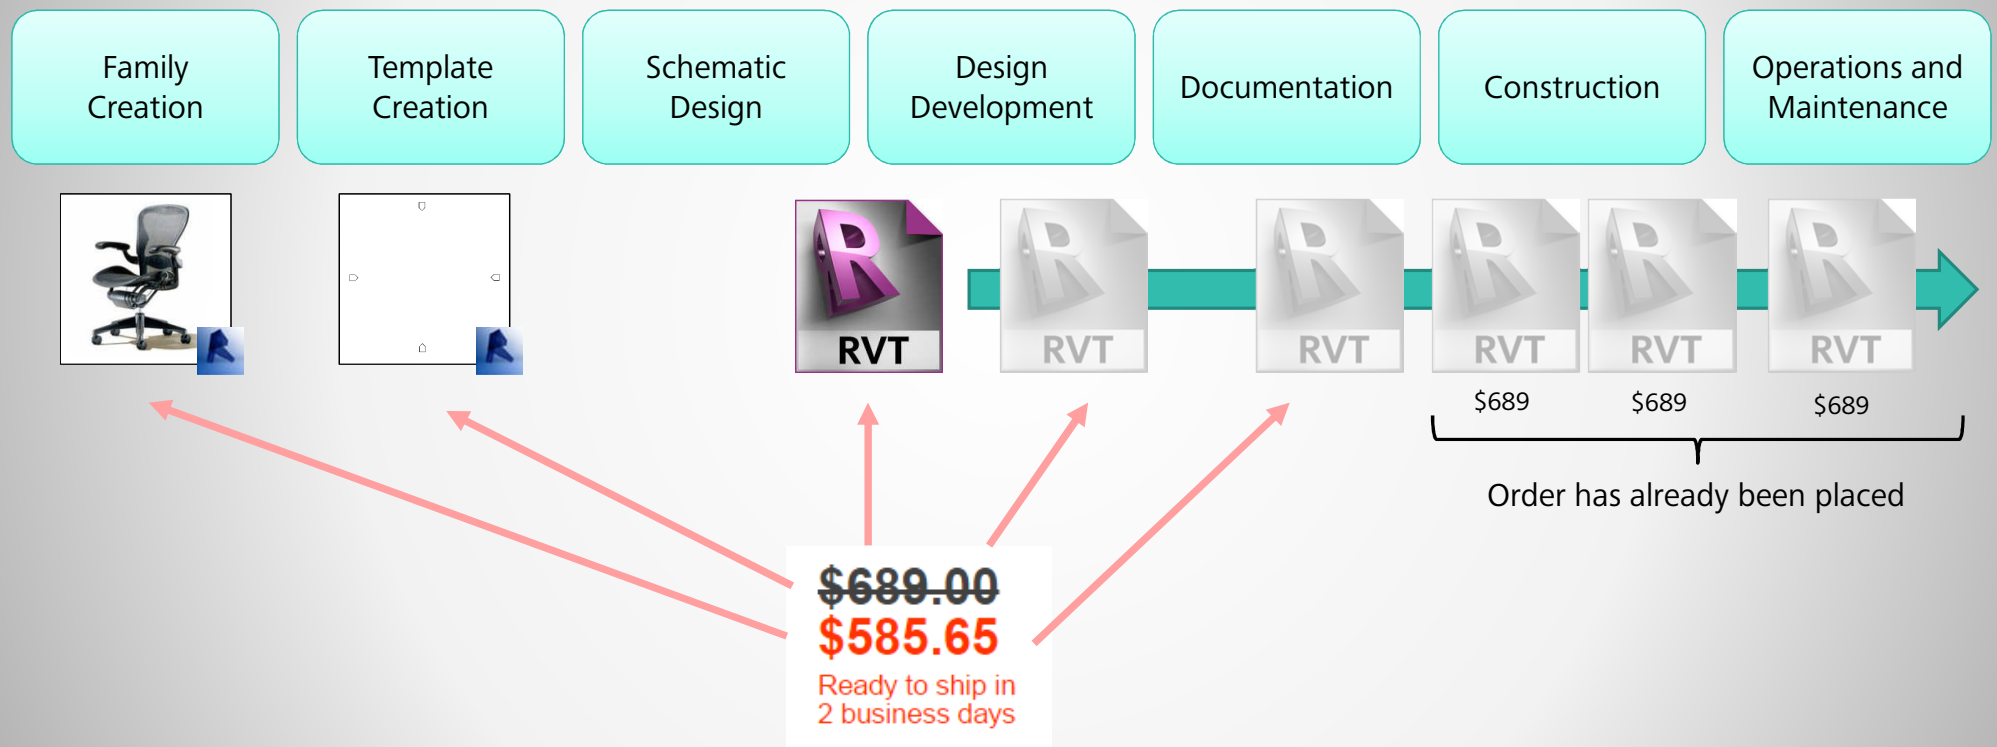 Family
Creation
Template
Creation
Schematic
Design
Design
Development
Documentation
Construction
Operations and
Maintenance
RVT
RVT
RVT
RVT
RVT
RVT
$689
$689
$689
Order has already been placed
$689.00
$585.65
Ready to ship in
2 business days